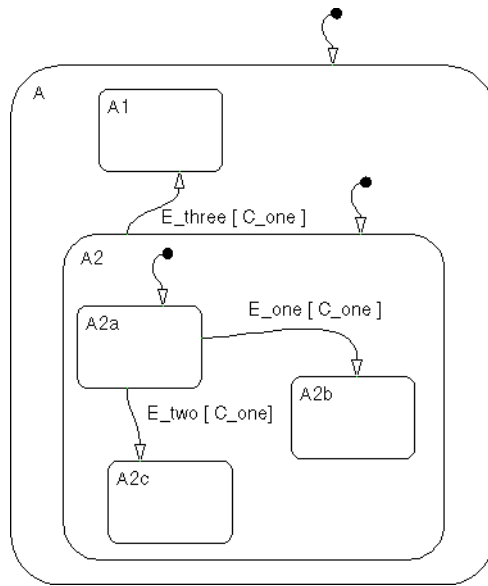 A
A1
E_three [ C_one ]
A2
A2a
E_one [ C_one ]
A2b
E_two [ C_one]
A2c